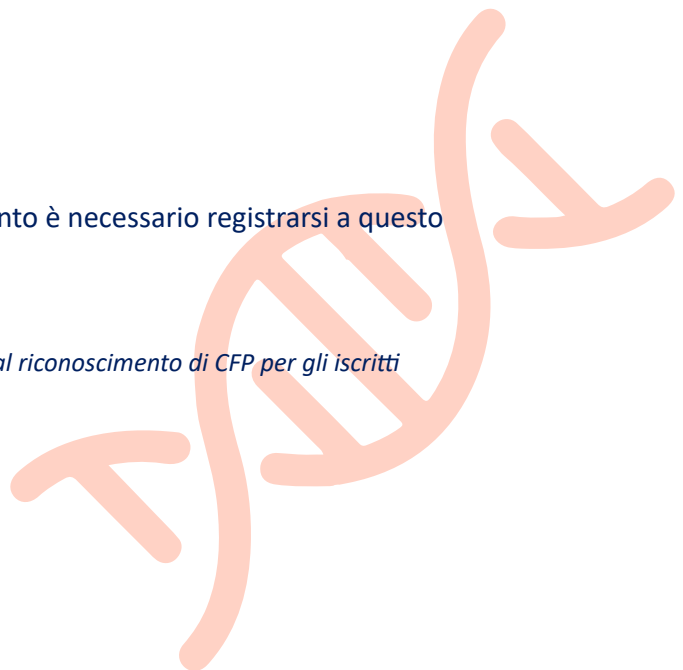 nto è necessario registrarsi a questo
al riconoscimento di CFP per gli iscritti